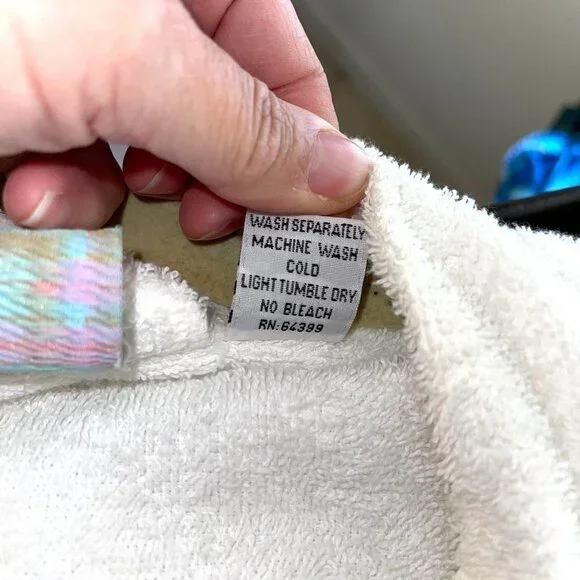 WASH SEPARATELY
MACHINE WASH
COLD
LIGHT TUMBLE DRY
NO BLEACH
RN: 64399